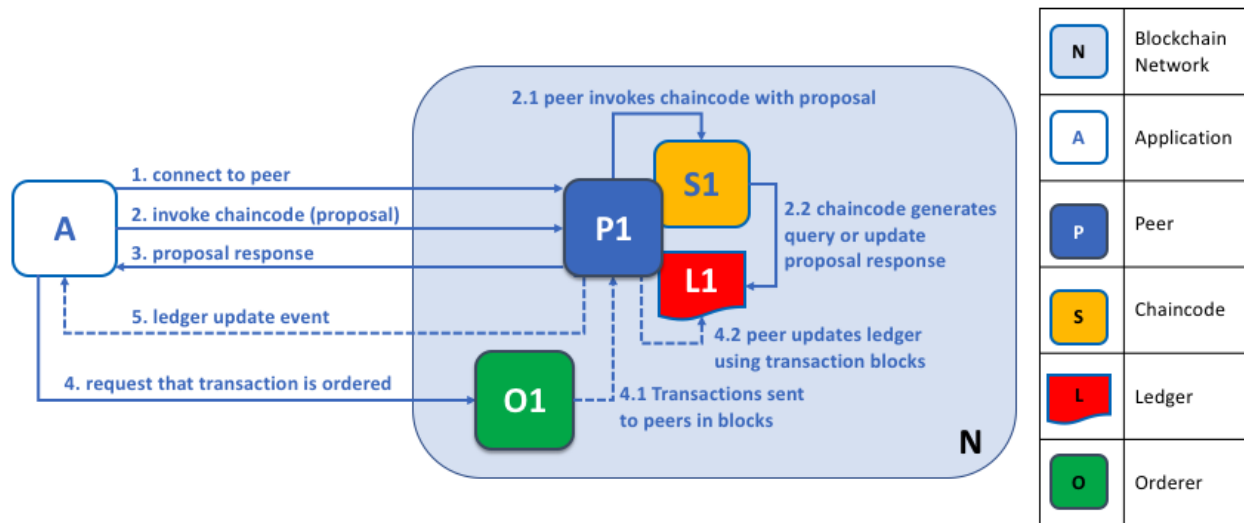 2.1 peer invokes chaincode with proposal
1. connect to peer
2. invoke chaincode (proposal)
3. proposal response
A
P1
S1
L1
2.2 chaincode generates
query or update
proposal response
5. ledger update event
4. request that transaction is ordered
O1
4.1 Transactions sent
to peers in blocks
4.2 peer updates ledger
using transaction blocks
N
N
Blockchain
Network
A
Application
P
Peer
S
Chaincode
L
Ledger
O
Orderer